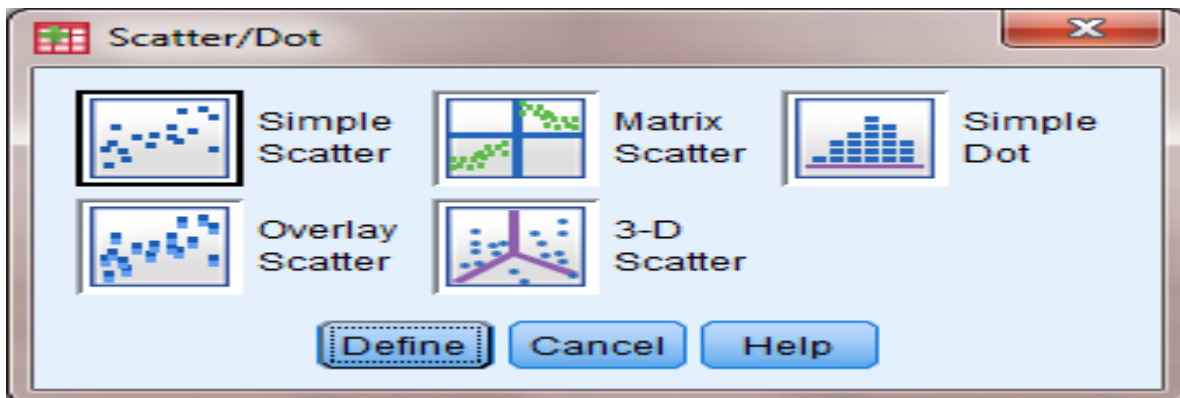 Scatter/Dot
Simple
Scatter
Matrix
Scatter
Simple
Dot
Overlay
Scatter
3-D
Scatter
Define
Cancel
Help